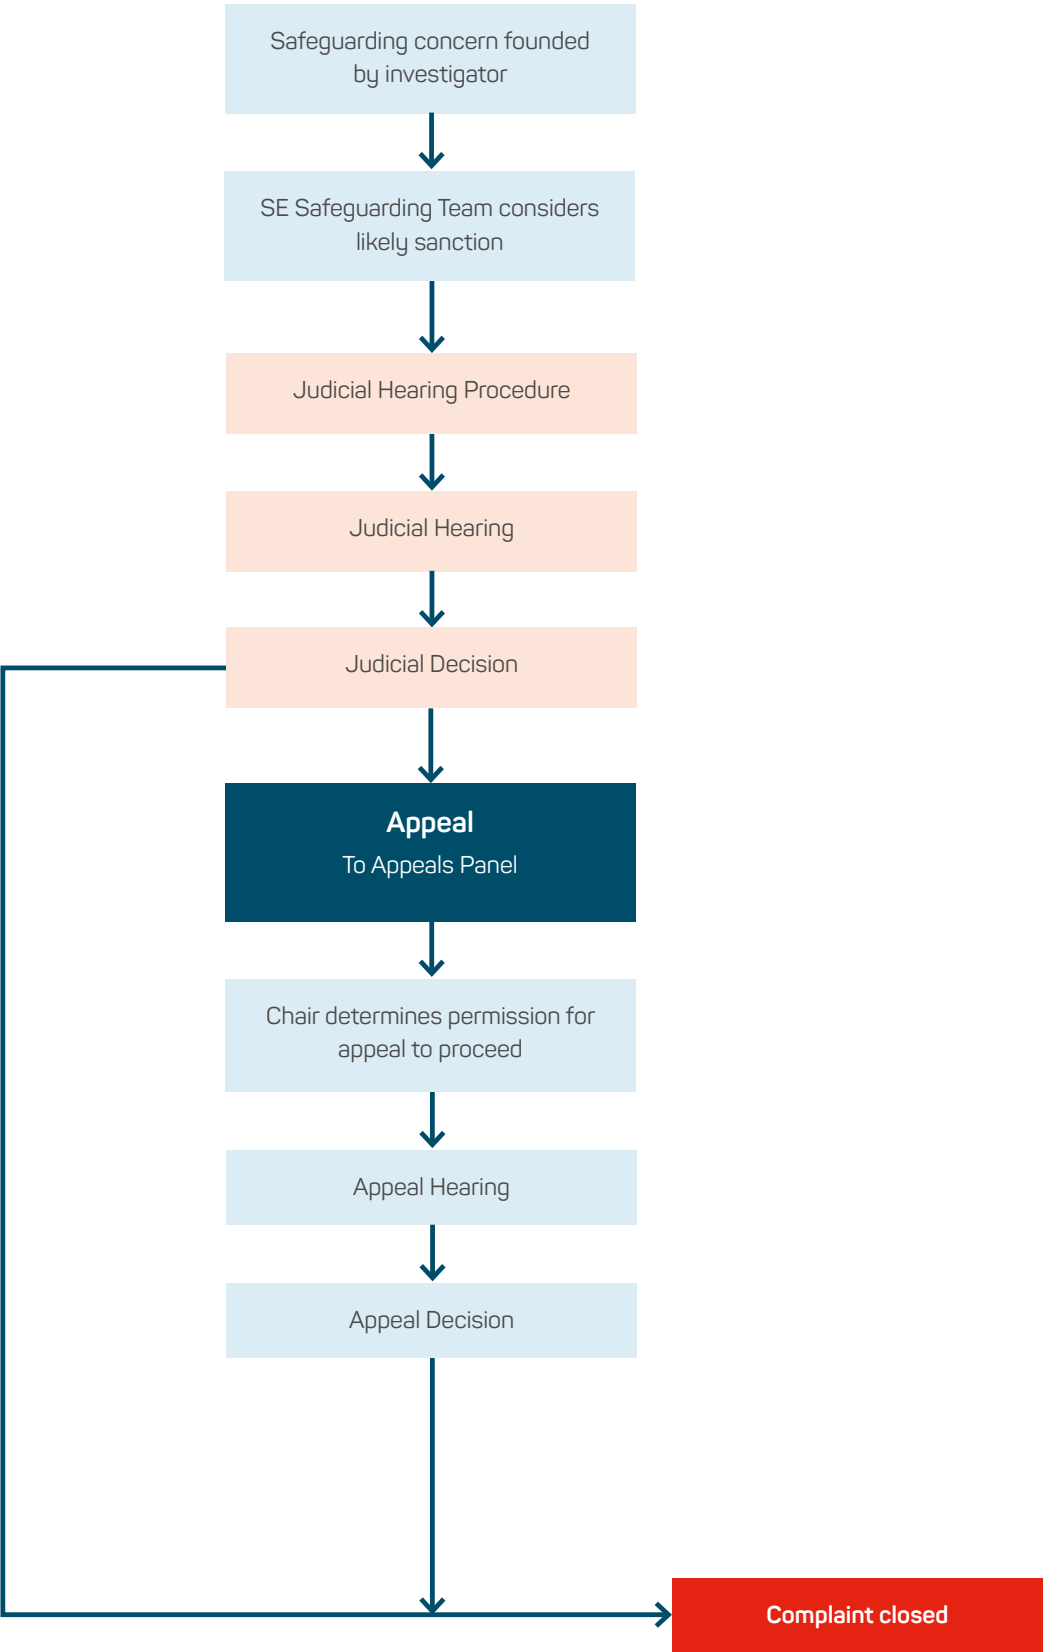 Safeguarding concern founded
by investigator
SE Safeguarding Team considers
likely sanction
Judicial Hearing Procedure
Judicial Hearing
Judicial Decision
Appeal
To Appeals Panel
Chair determines permission for
appeal to proceed
Appeal Hearing
Appeal Decision
Complaint closed